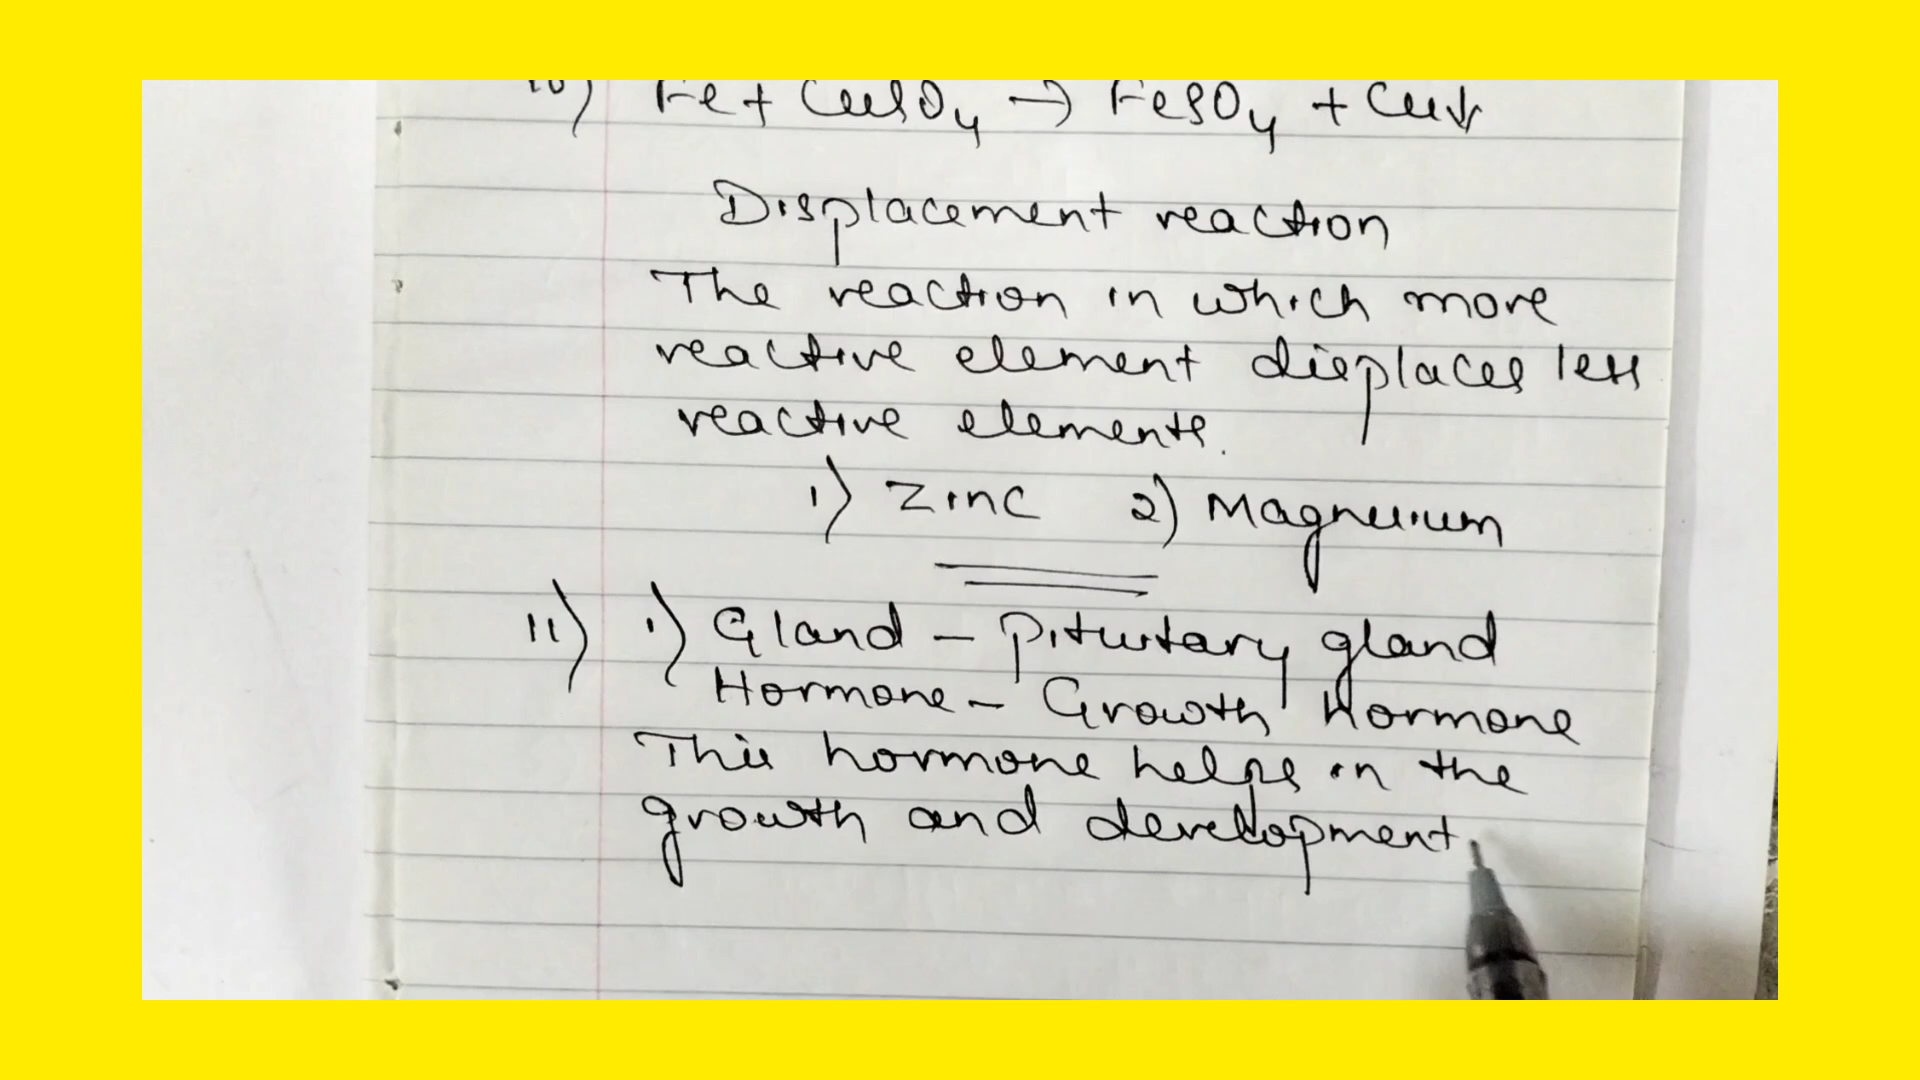 10) Fe + CuSO₄ → FeSO₄ + Cu↓
Displacement reaction
The reaction in which more
reactive element displaces less
reactive elements.
1) Zinc 2) Magnesium
11) 1) Gland - Pitutary gland
Hormone - Growth Hormone
This hormone helps in the
growth and development